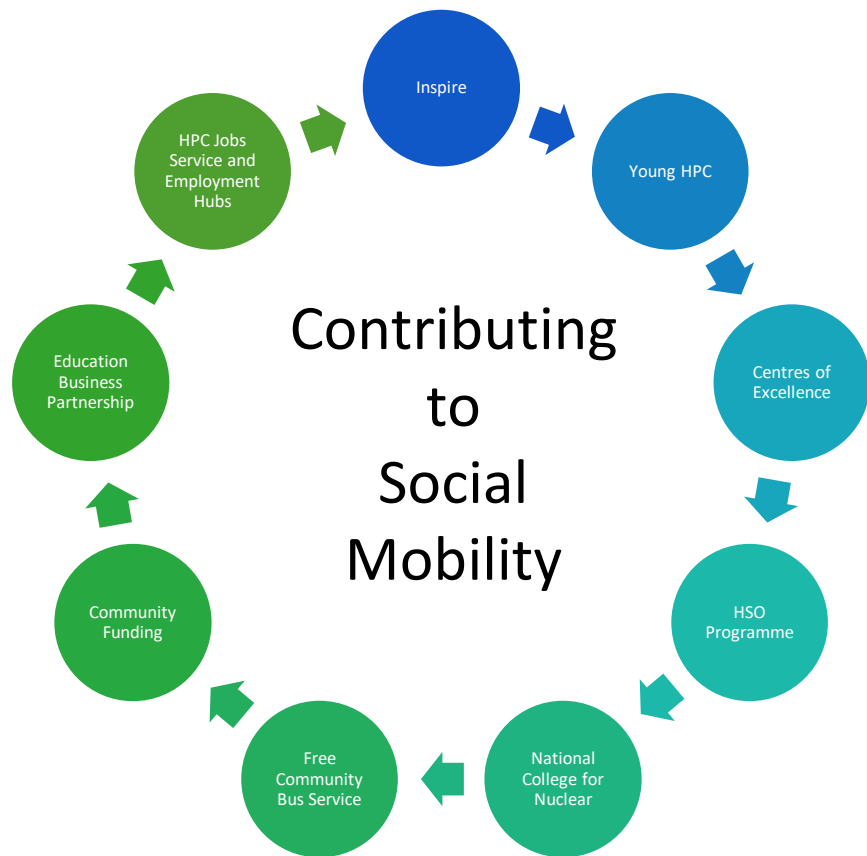 Inspire
Young HPC
Centres of
Excellence
HSO
Programme
National
College for
Nuclear
Free
Community
Bus Service
Community
Funding
Education
Business
Partnership
HPC Jobs
Service and
Employment
Hubs
Contributing
to
Social
Mobility